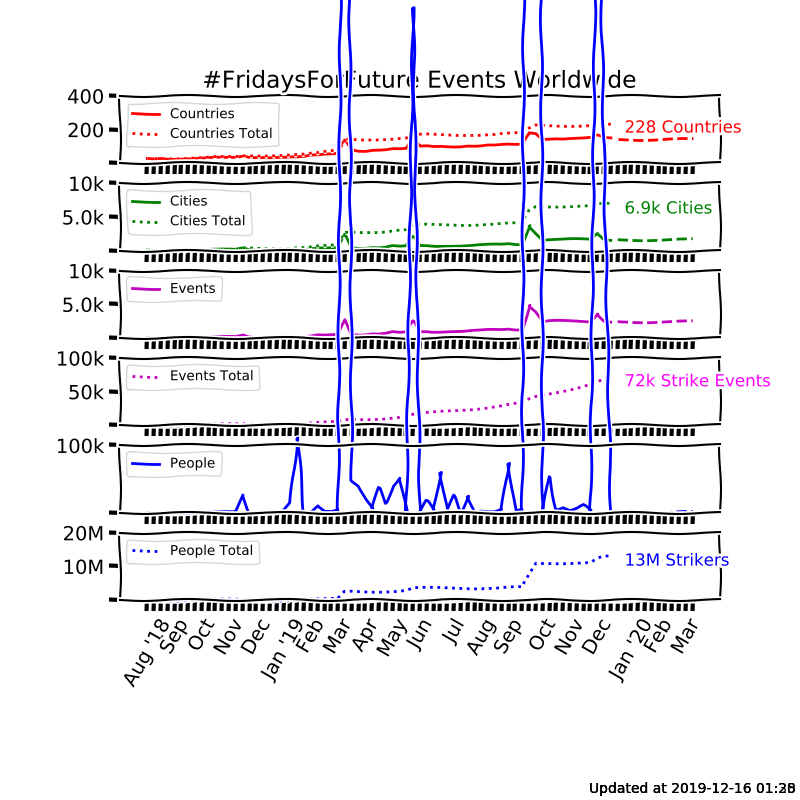 #FridaysForFuture Events Worldwide
400
200
Countries
Countries Total
228 Countries
10k
5.0k
Cities
Cities Total
6.9k Cities
10k
5.0k
Events
100k
50k
Events Total
72k Strike Events
100k
People
20M
10M
People Total
13M Strikers
Aug '18 Sep Oct Nov Dec Jan '19 Feb Mar Apr May Jun Jul Aug Sep Oct Nov Dec Jan '20 Feb Mar
Updated at 2019-12-16